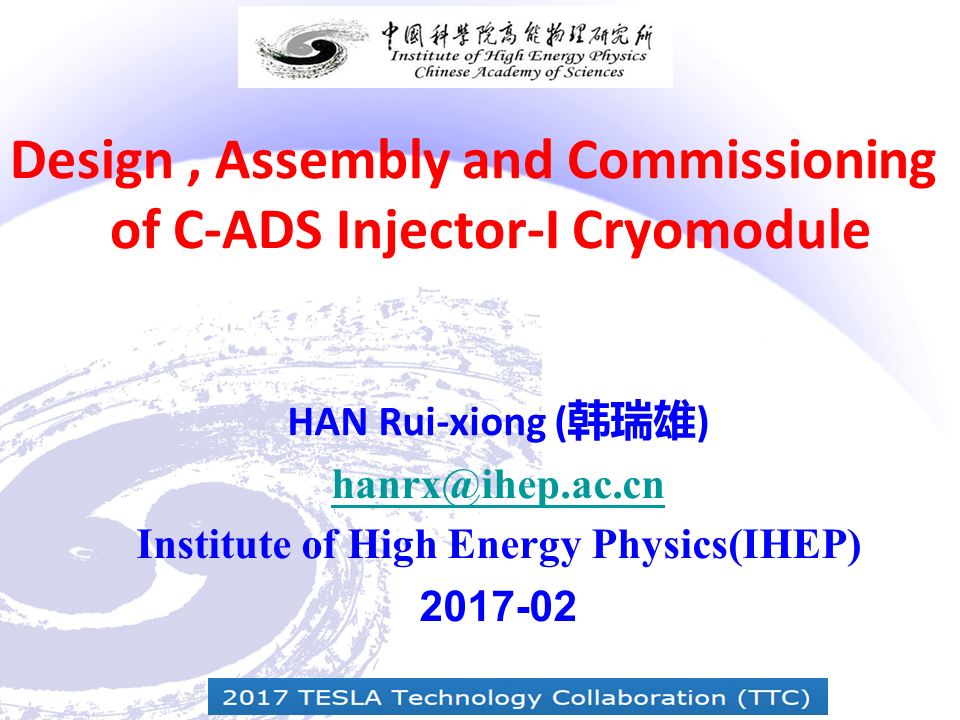 中国科学院高能物理研究所
Institute of High Energy Physics
Chinese Academy of Sciences
Design , Assembly and Commissioning
of C-ADS Injector-I Cryomodule
HAN Rui-xiong (韩瑞雄)
hanrx@ihep.ac.cn
Institute of High Energy Physics(IHEP)
2017-02
2017 TESLA Technology Collaboration (TTC)